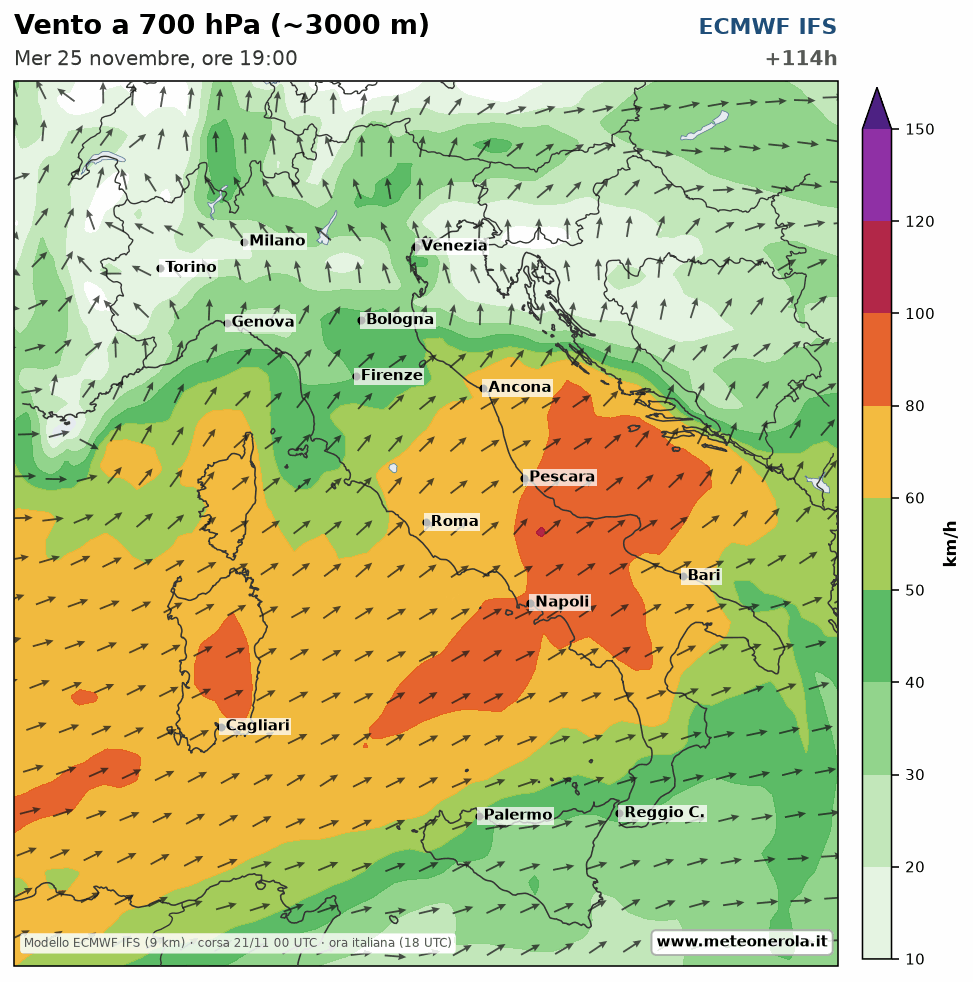 Vento a 700 hPa (~3000 m)
ECMWF IFS
Mer 25 novembre, ore 19:00
+114h
150
120
100
80
60
50
40
30
20
10
km/h
Milano
Venezia
Torino
Genova
Bologna
Firenze
Ancona
Pescara
Roma
Bari
Napoli
Cagliari
Palermo
Reggio C.
Modello ECMWF IFS (9 km) · corsa 21/11 00 UTC · ora italiana (18 UTC)
www.meteonerola.it